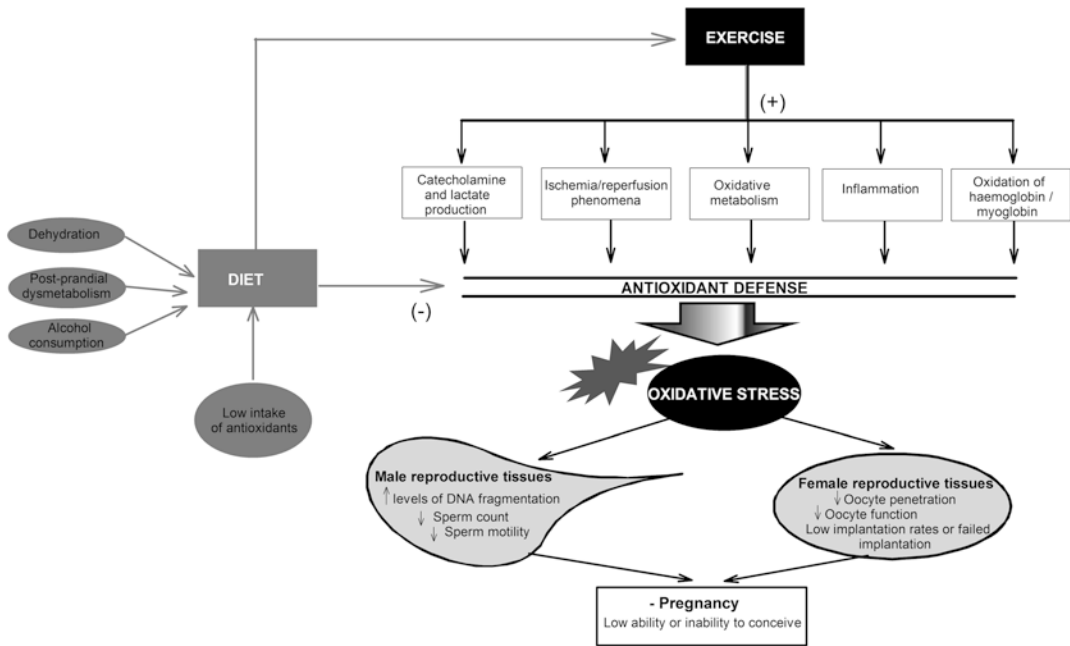 EXERCISE
(+)
Catecholamine
and lactate
production
Ischemia/reperfusion
phenomena
Oxidative
metabolism
Inflammation
Oxidation of
haemoglobin /
myoglobin
Dehydration
Post-prandial
dysmetabolism
Alcohol
consumption
DIET
(-)
Low intake
of antioxidants
ANTIOXIDANT DEFENSE
OXIDATIVE STRESS
Male reproductive tissues
↑ levels of DNA fragmentation
↓ Sperm count
↓ Sperm motility
Female reproductive tissues
↓ Oocyte penetration
↓ Oocyte function
Low implantation rates or failed
implantation
- Pregnancy
Low ability or inability to conceive